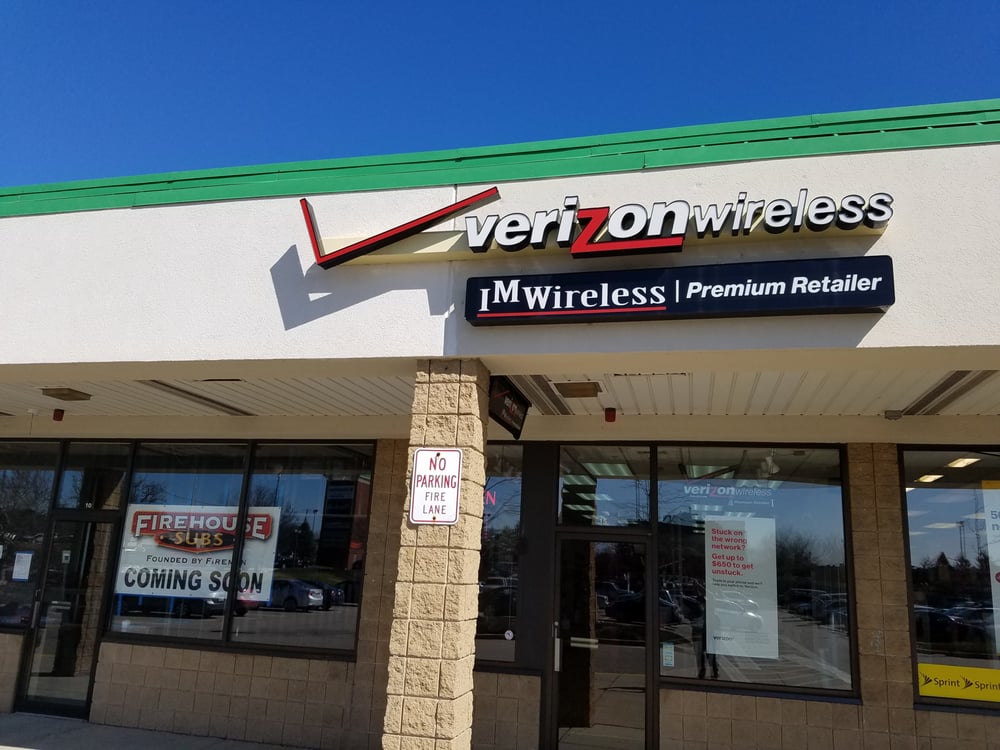 verizonwireless
IMWireless | Premium Retailer
NO
PARKING
FIRE
LANE
10
FIREHOUSE
SUBS
FOUNDED BY FIREMEN
COMING SOON
verizonwireless
Stuck on
the wrong
network?
Get up to
$650 to get
unstuck.
verizon
Sprint Sprint